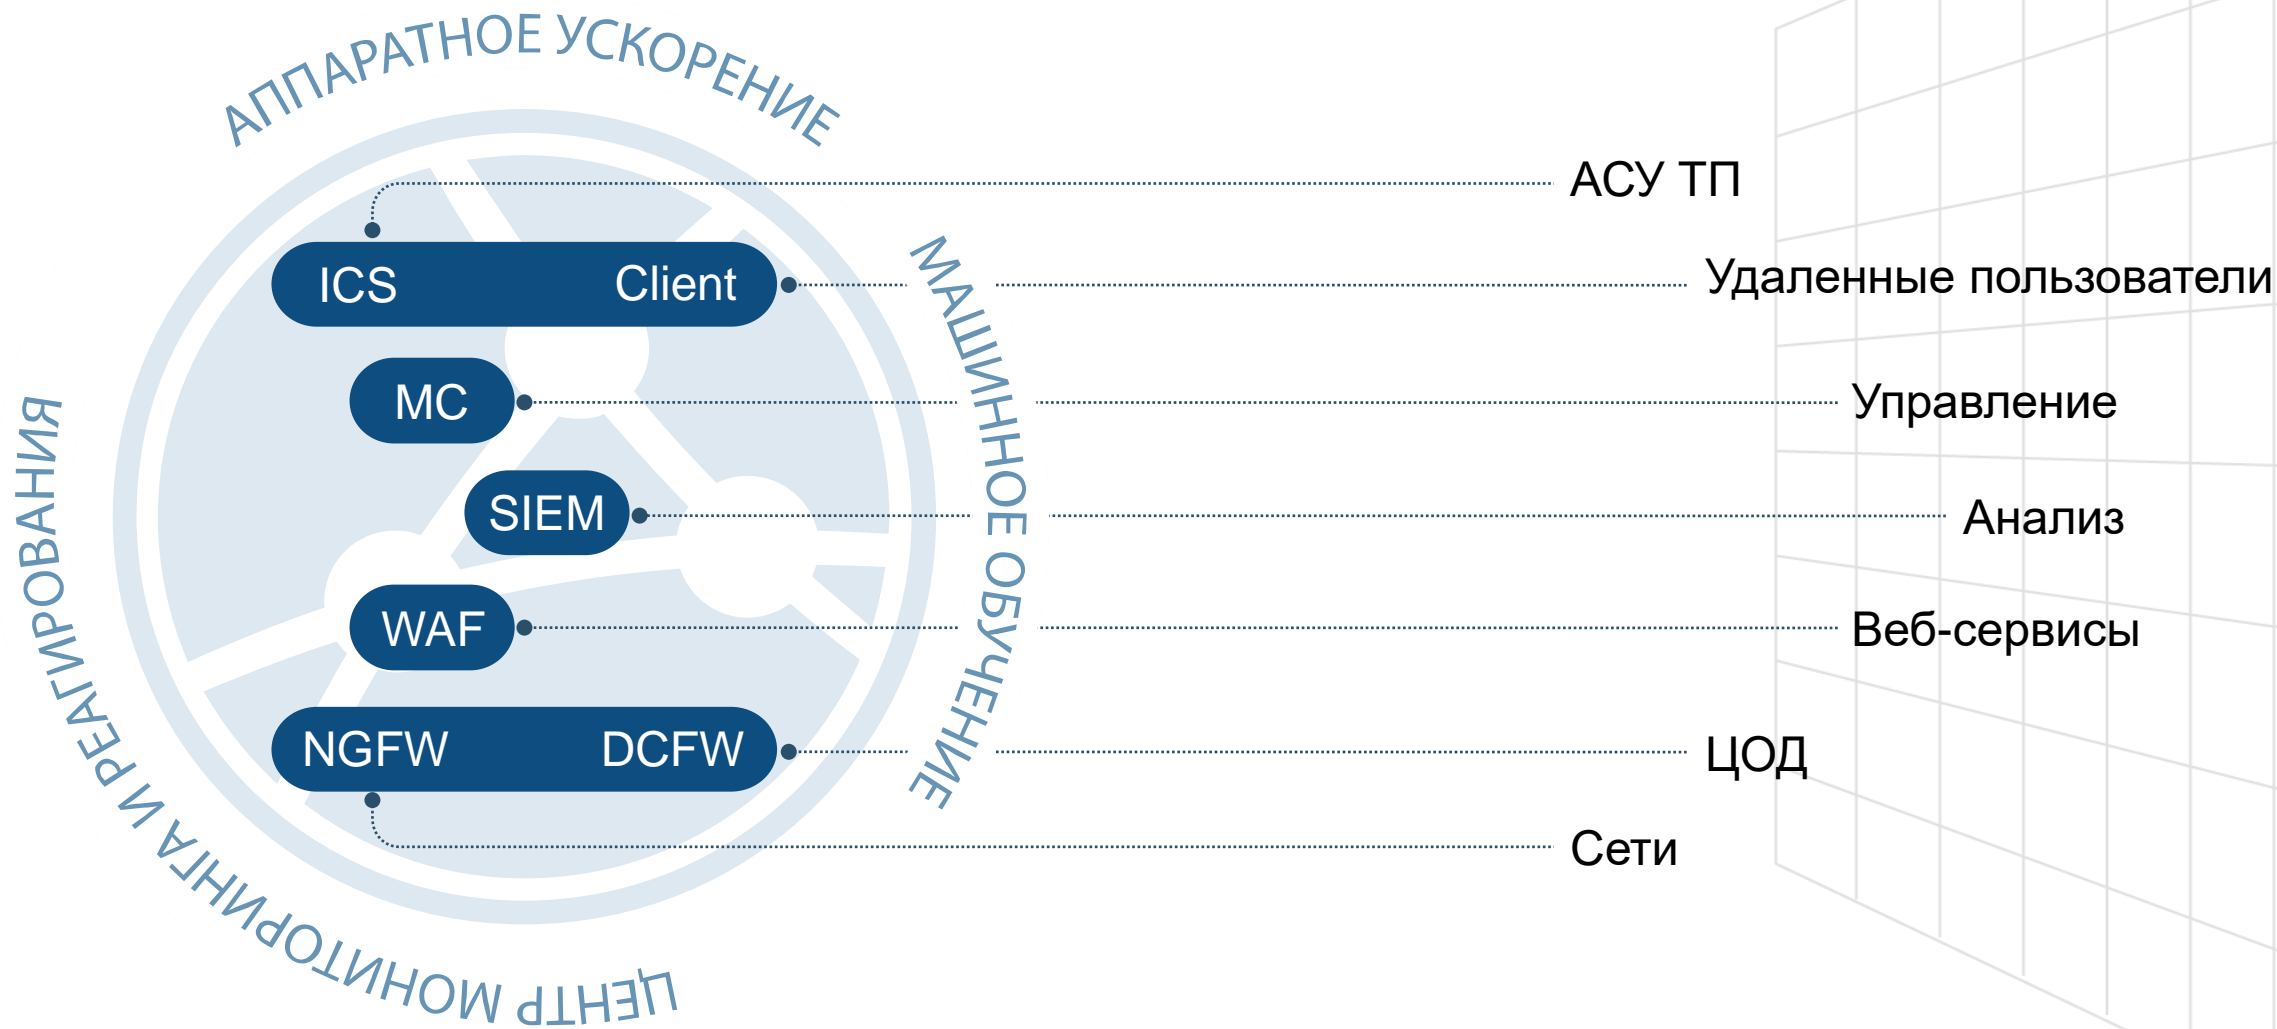 АППАРАТНОЕ УСКОРЕНИЕ
МАШИННОЕ ОБУЧЕНИЕ
ЦЕНТР МОНИТОРИНГА И РЕАГИРОВАНИЯ
АСУ ТП
ICS Client Удаленные пользователи
MC Управление
SIEM Анализ
WAF Веб-сервисы
NGFW DCFW ЦОД
Сети